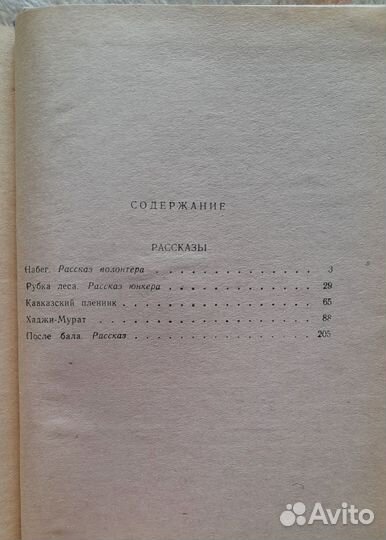 СОДЕРЖАНИЕ
РАССКАЗЫ
Набег. Рассказ волонтера . . . . . . . . . . . . 3
Рубка леса. Рассказ юнкера . . . . . . . . . . . 29
Кавказский пленник . . . . . . . . . . . . . . 65
Хаджи-Мурат . . . . . . . . . . . . . . . . 88
После бала. Рассказ . . . . . . . . . . . . . 205
Avito